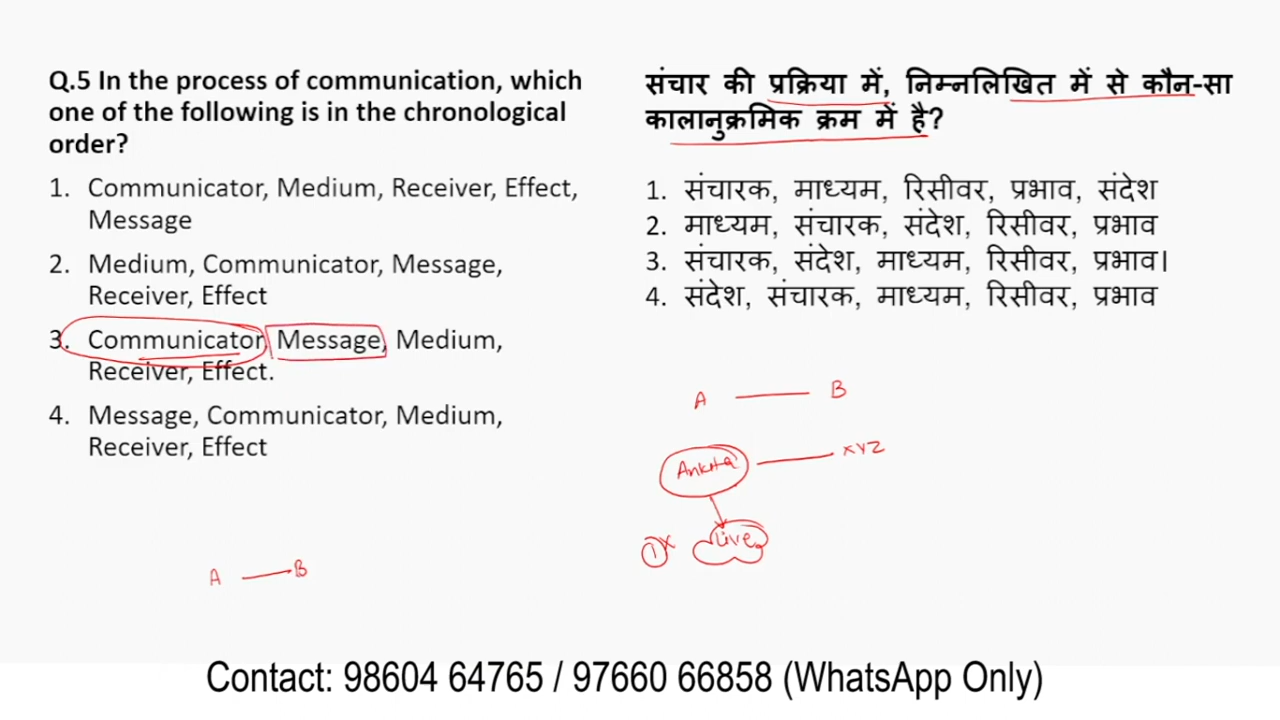 Q.5 In the process of communication, which
one of the following is in the chronological
order?
1. Communicator, Medium, Receiver, Effect,
Message
2. Medium, Communicator, Message,
Receiver, Effect
3. Communicator, Message, Medium,
Receiver, Effect.
4. Message, Communicator, Medium,
Receiver, Effect
A B
संचार की प्रक्रिया में, निम्नलिखित में से कौन-सा
कालानुक्रमिक क्रम में है?
1. संचारक, माध्यम, रिसीवर, प्रभाव, संदेश
2. माध्यम, संचारक, संदेश, रिसीवर, प्रभाव
3. संचारक, संदेश, माध्यम, रिसीवर, प्रभाव।
4. संदेश, संचारक, माध्यम, रिसीवर, प्रभाव
A B
Ankita XYZ
1 x Live
Contact: 98604 64765 / 97660 66858 (WhatsApp Only)